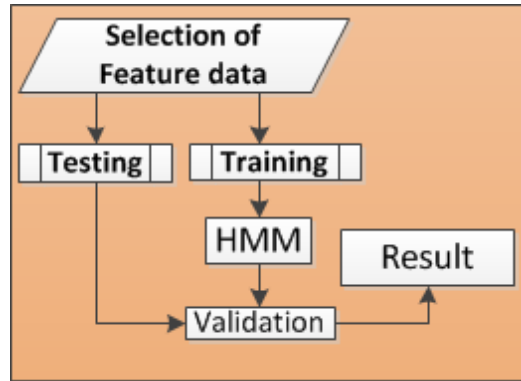 Selection of
Feature data
Testing
Training
HMM
Result
Validation